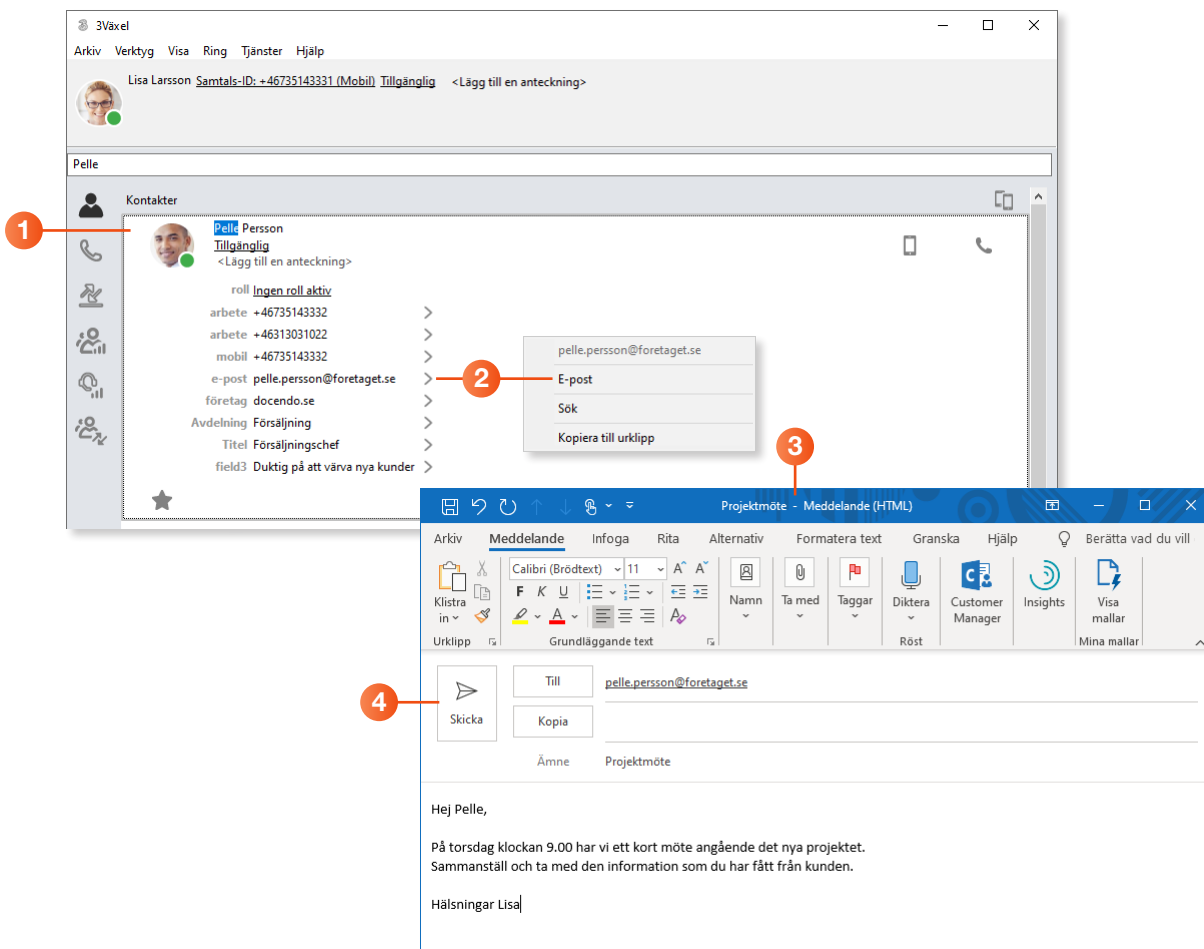 3Växel
Arkiv Verktyg Visa Ring Tjänster Hjälp
Lisa Larsson Samtals-ID: +46735143331 (Mobil) Tillgänglig <Lägg till en anteckning>
Pelle
Kontakter
1
Pelle Persson
Tillgänglig
<Lägg till en anteckning>
roll Ingen roll aktiv
arbete +46735143332
arbete +46313031022
mobil +46735143332
e-post pelle.persson@foretaget.se
företag docendo.se
Avdelning Försäljning
Titel Försäljningschef
field3 Duktig på att värva nya kunder
2
pelle.persson@foretaget.se
E-post
Sök
Kopiera till urklipp
3
Projektmöte - Meddelande (HTML)
Arkiv Meddelande Infoga Rita Alternativ Formatera text Granska Hjälp Berätta vad du vill
Calibri (Brödtext) 11 A A
F K U
Klistra in
Namn
Ta med
Taggar
Diktera
Customer Manager
Insights
Visa mallar
Urklipp Grundläggande text Röst Mina mallar
4
Skicka
Till pelle.persson@foretaget.se
Kopia
Ämne Projektmöte
Hej Pelle,
På torsdag klockan 9.00 har vi ett kort möte angående det nya projektet.
Sammanställ och ta med den information som du har fått från kunden.
Hälsningar Lisa